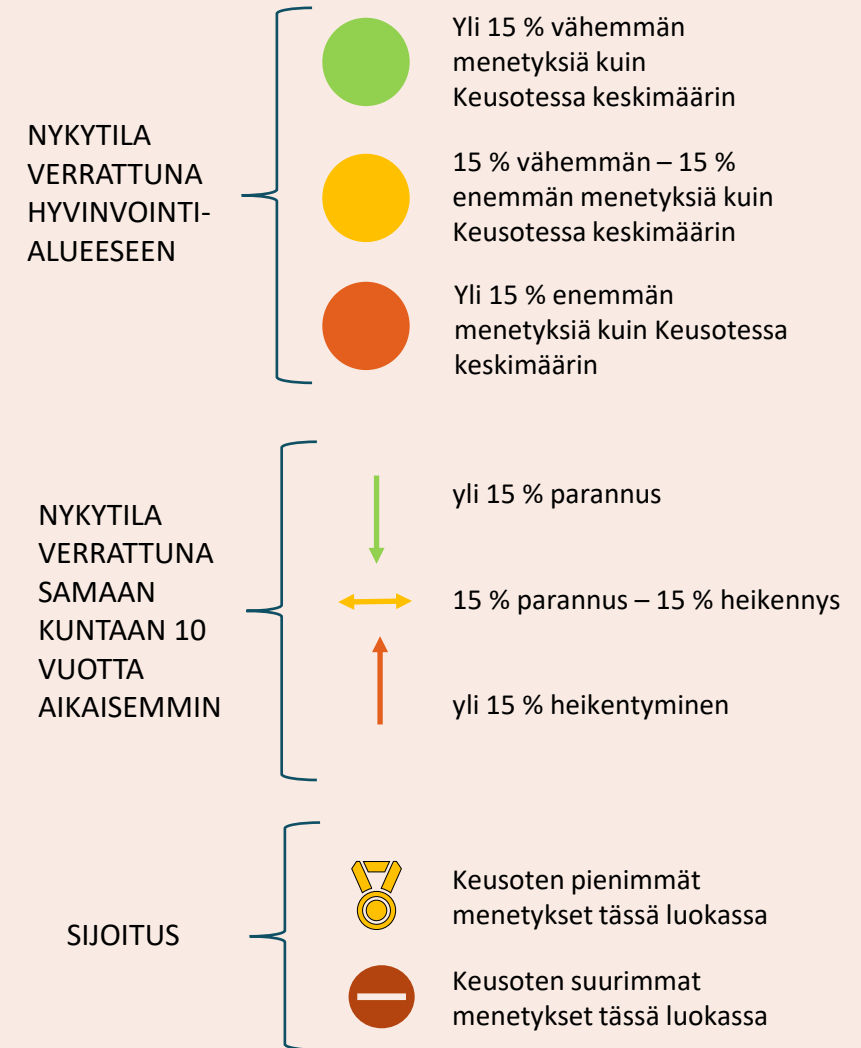 NYKYTILA
VERRATTUNA
HYVINVOINTI-
ALUEESEEN
Yli 15 % vähemmän
menetyksiä kuin
Keusotessa keskimäärin
15 % vähemmän – 15 %
enemmän menetyksiä kuin
Keusotessa keskimäärin
Yli 15 % enemmän
menetyksiä kuin Keusotessa
keskimäärin
NYKYTILA
VERRATTUNA
SAMAAN
KUNTAAN 10
VUOTTA
AIKAISEMMIN
yli 15 % parannus
15 % parannus – 15 % heikennys
yli 15 % heikentyminen
SIJOITUS
Keusoten pienimmät
menetykset tässä luokassa
Keusoten suurimmat
menetykset tässä luokassa